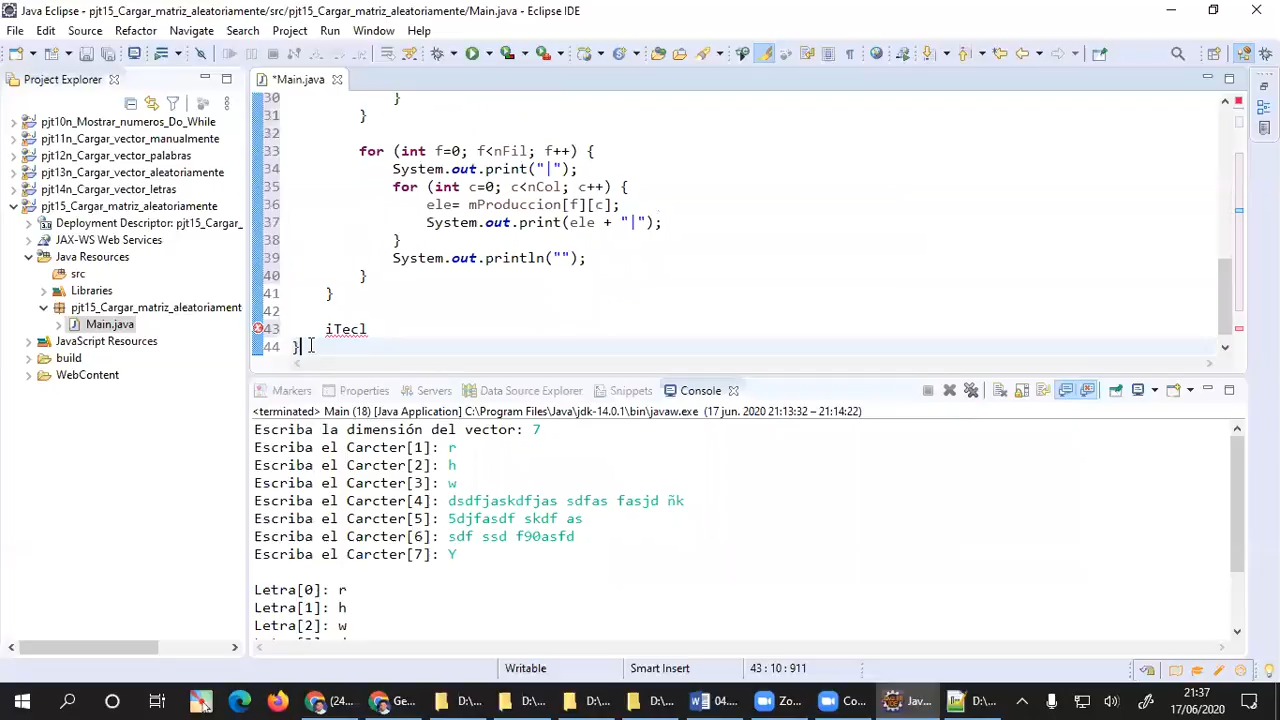 Java Eclipse - pjt15_Cargar_matriz_aleatoriamente/src/pjt15_Cargar_matriz_aleatoriamente/Main.java - Eclipse IDE
File Edit Source Refactor Navigate Search Project Run Window Help
Project Explorer
pjt10n_Mostrar_numeros_Do_While
pjt11n_Cargar_vector_manualmente
pjt12n_Cargar_vector_palabras
pjt13n_Cargar_vector_aleatoriamente
pjt14n_Cargar_vector_letras
pjt15_Cargar_matriz_aleatoriamente
Deployment Descriptor: pjt15_Cargar_
JAX-WS Web Services
Java Resources
src
Libraries
pjt15_Cargar_matriz_aleatoriament
Main.java
JavaScript Resources
build
WebContent
*Main.java
30 }
31 }
32
33 for (int f=0; f<nFil; f++) {
34 System.out.print("|");
35 for (int c=0; c<nCol; c++) {
36 ele= mProduccion[f][c];
37 System.out.print(ele + "|");
38 }
39 System.out.println("");
40 }
41 }
42
43 iTecl
44 }
Markers Properties Servers Data Source Explorer Snippets Console
<terminated> Main (18) [Java Application] C:\Program Files\Java\jdk-14.0.1\bin\javaw.exe (17 jun. 2020 21:13:32 – 21:14:22)
Escriba la dimensión del vector: 7
Escriba el Carcter[1]: r
Escriba el Carcter[2]: h
Escriba el Carcter[3]: w
Escriba el Carcter[4]: dsdfjaskdfjas sdfas fasjd ñk
Escriba el Carcter[5]: 5djfasdf skdf as
Escriba el Carcter[6]: sdf ssd f90asfd
Escriba el Carcter[7]: Y
Letra[0]: r
Letra[1]: h
Letra[2]: w
Writable Smart Insert 43 : 10 : 911
(24... Ge... D:\... D:\... D:\... D:\... 04... Zo... Co... Jav... D:\...
21:37
17/06/2020